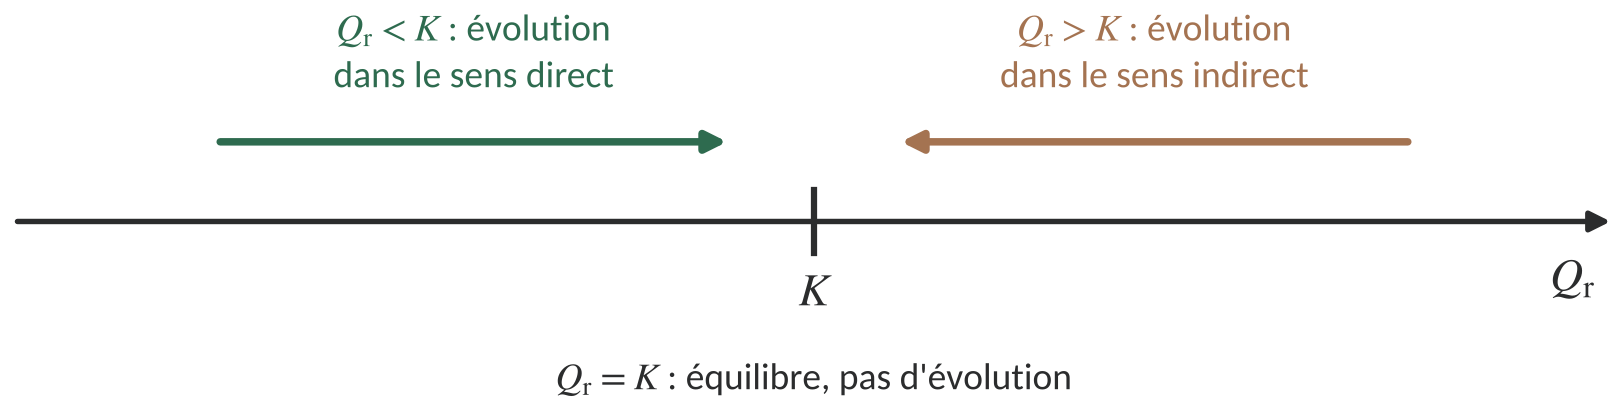 Qr < K : évolution
dans le sens direct
Qr > K : évolution
dans le sens indirect
K
Qr
Qr = K : équilibre, pas d'évolution